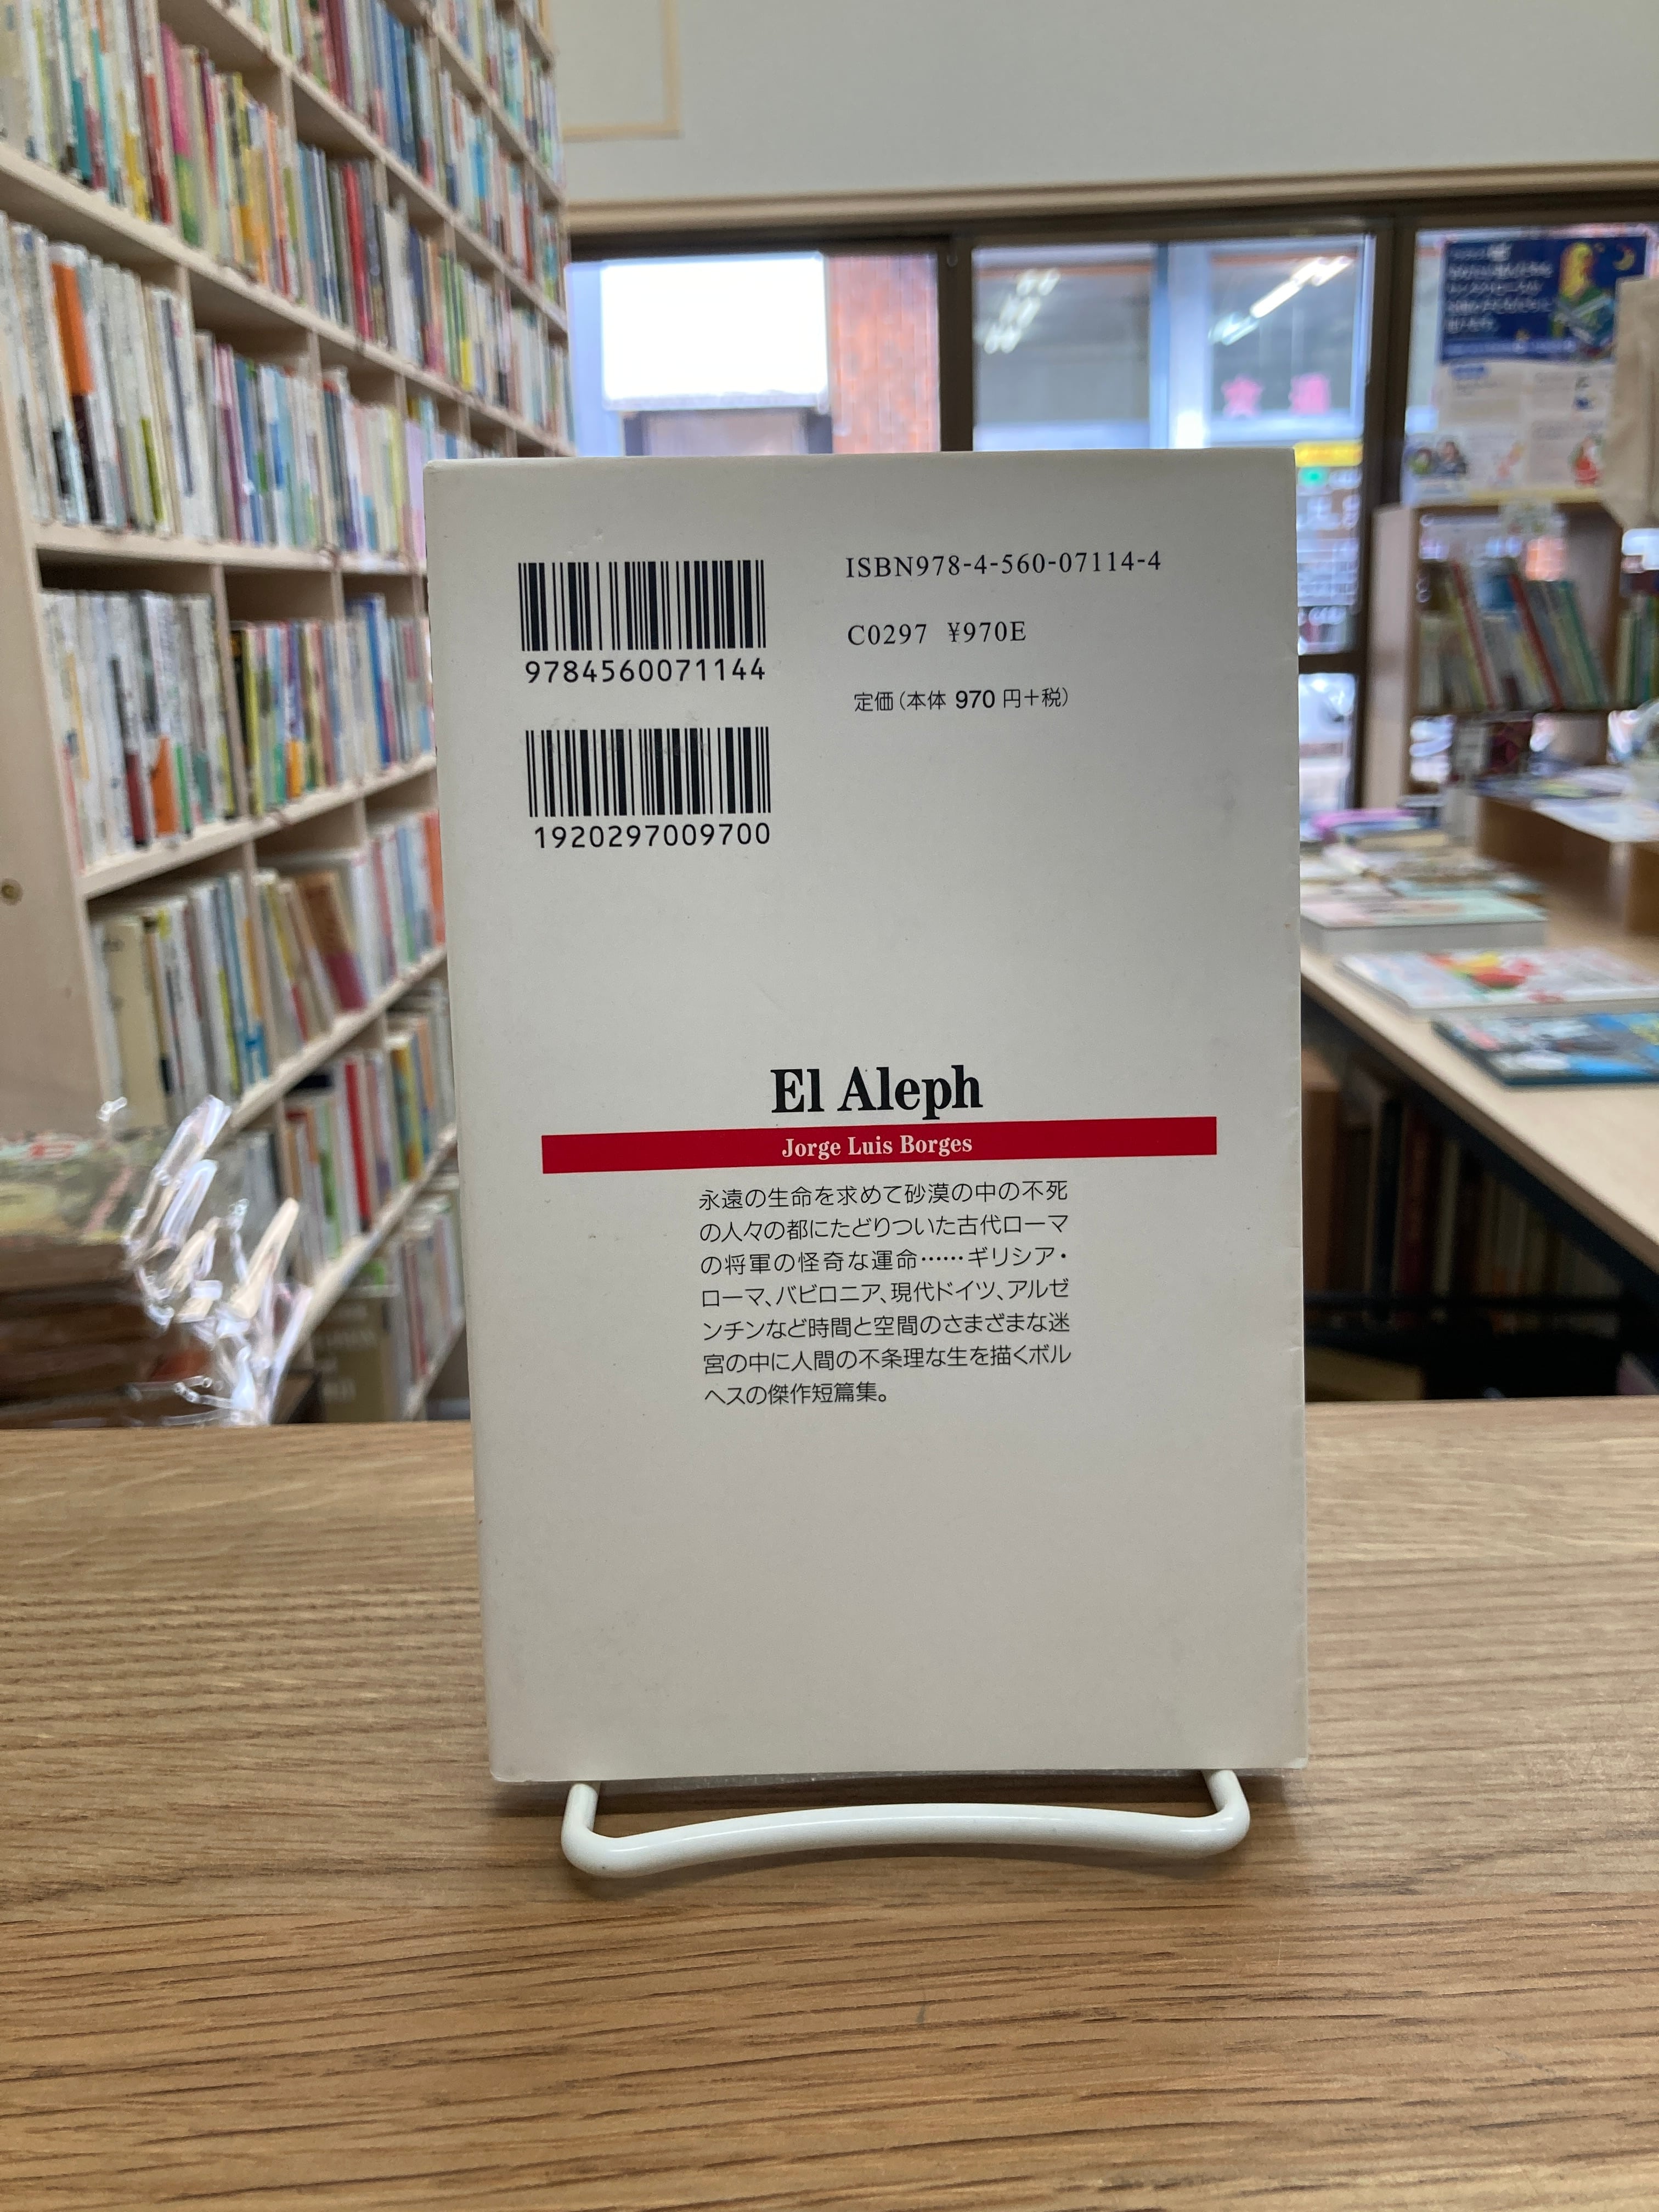 ISBN978-4-560-07114-4
C0297 ¥970E
定価(本体 970 円+税)
9784560071144
1920297009700
El Aleph
Jorge Luis Borges
永遠の生命を求めて砂漠の中の不死
の人々の都にたどりついた古代ローマ
の将軍の怪奇な運命……ギリシア・
ローマ、バビロニア、現代ドイツ、アルゼ
ンチンなど時間と空間のさまざまな迷
宮の中に人間の不条理な生を描くボル
ヘスの傑作短篇集。